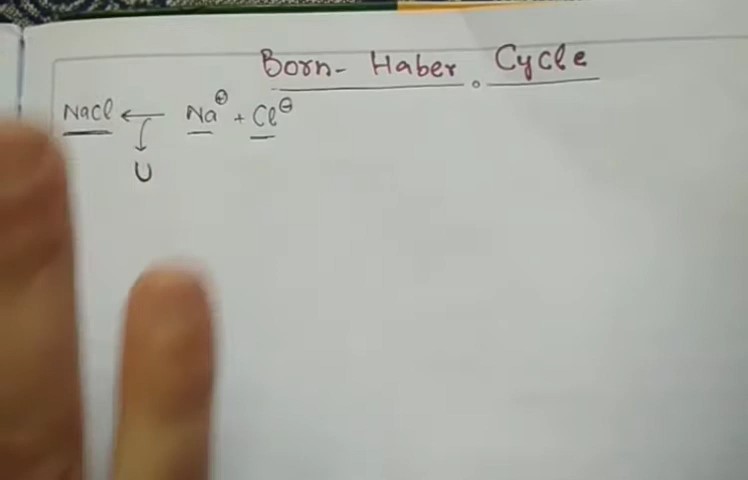 Born- Haber Cycle
NaCl ← Na⊖ + Cl⊖
U